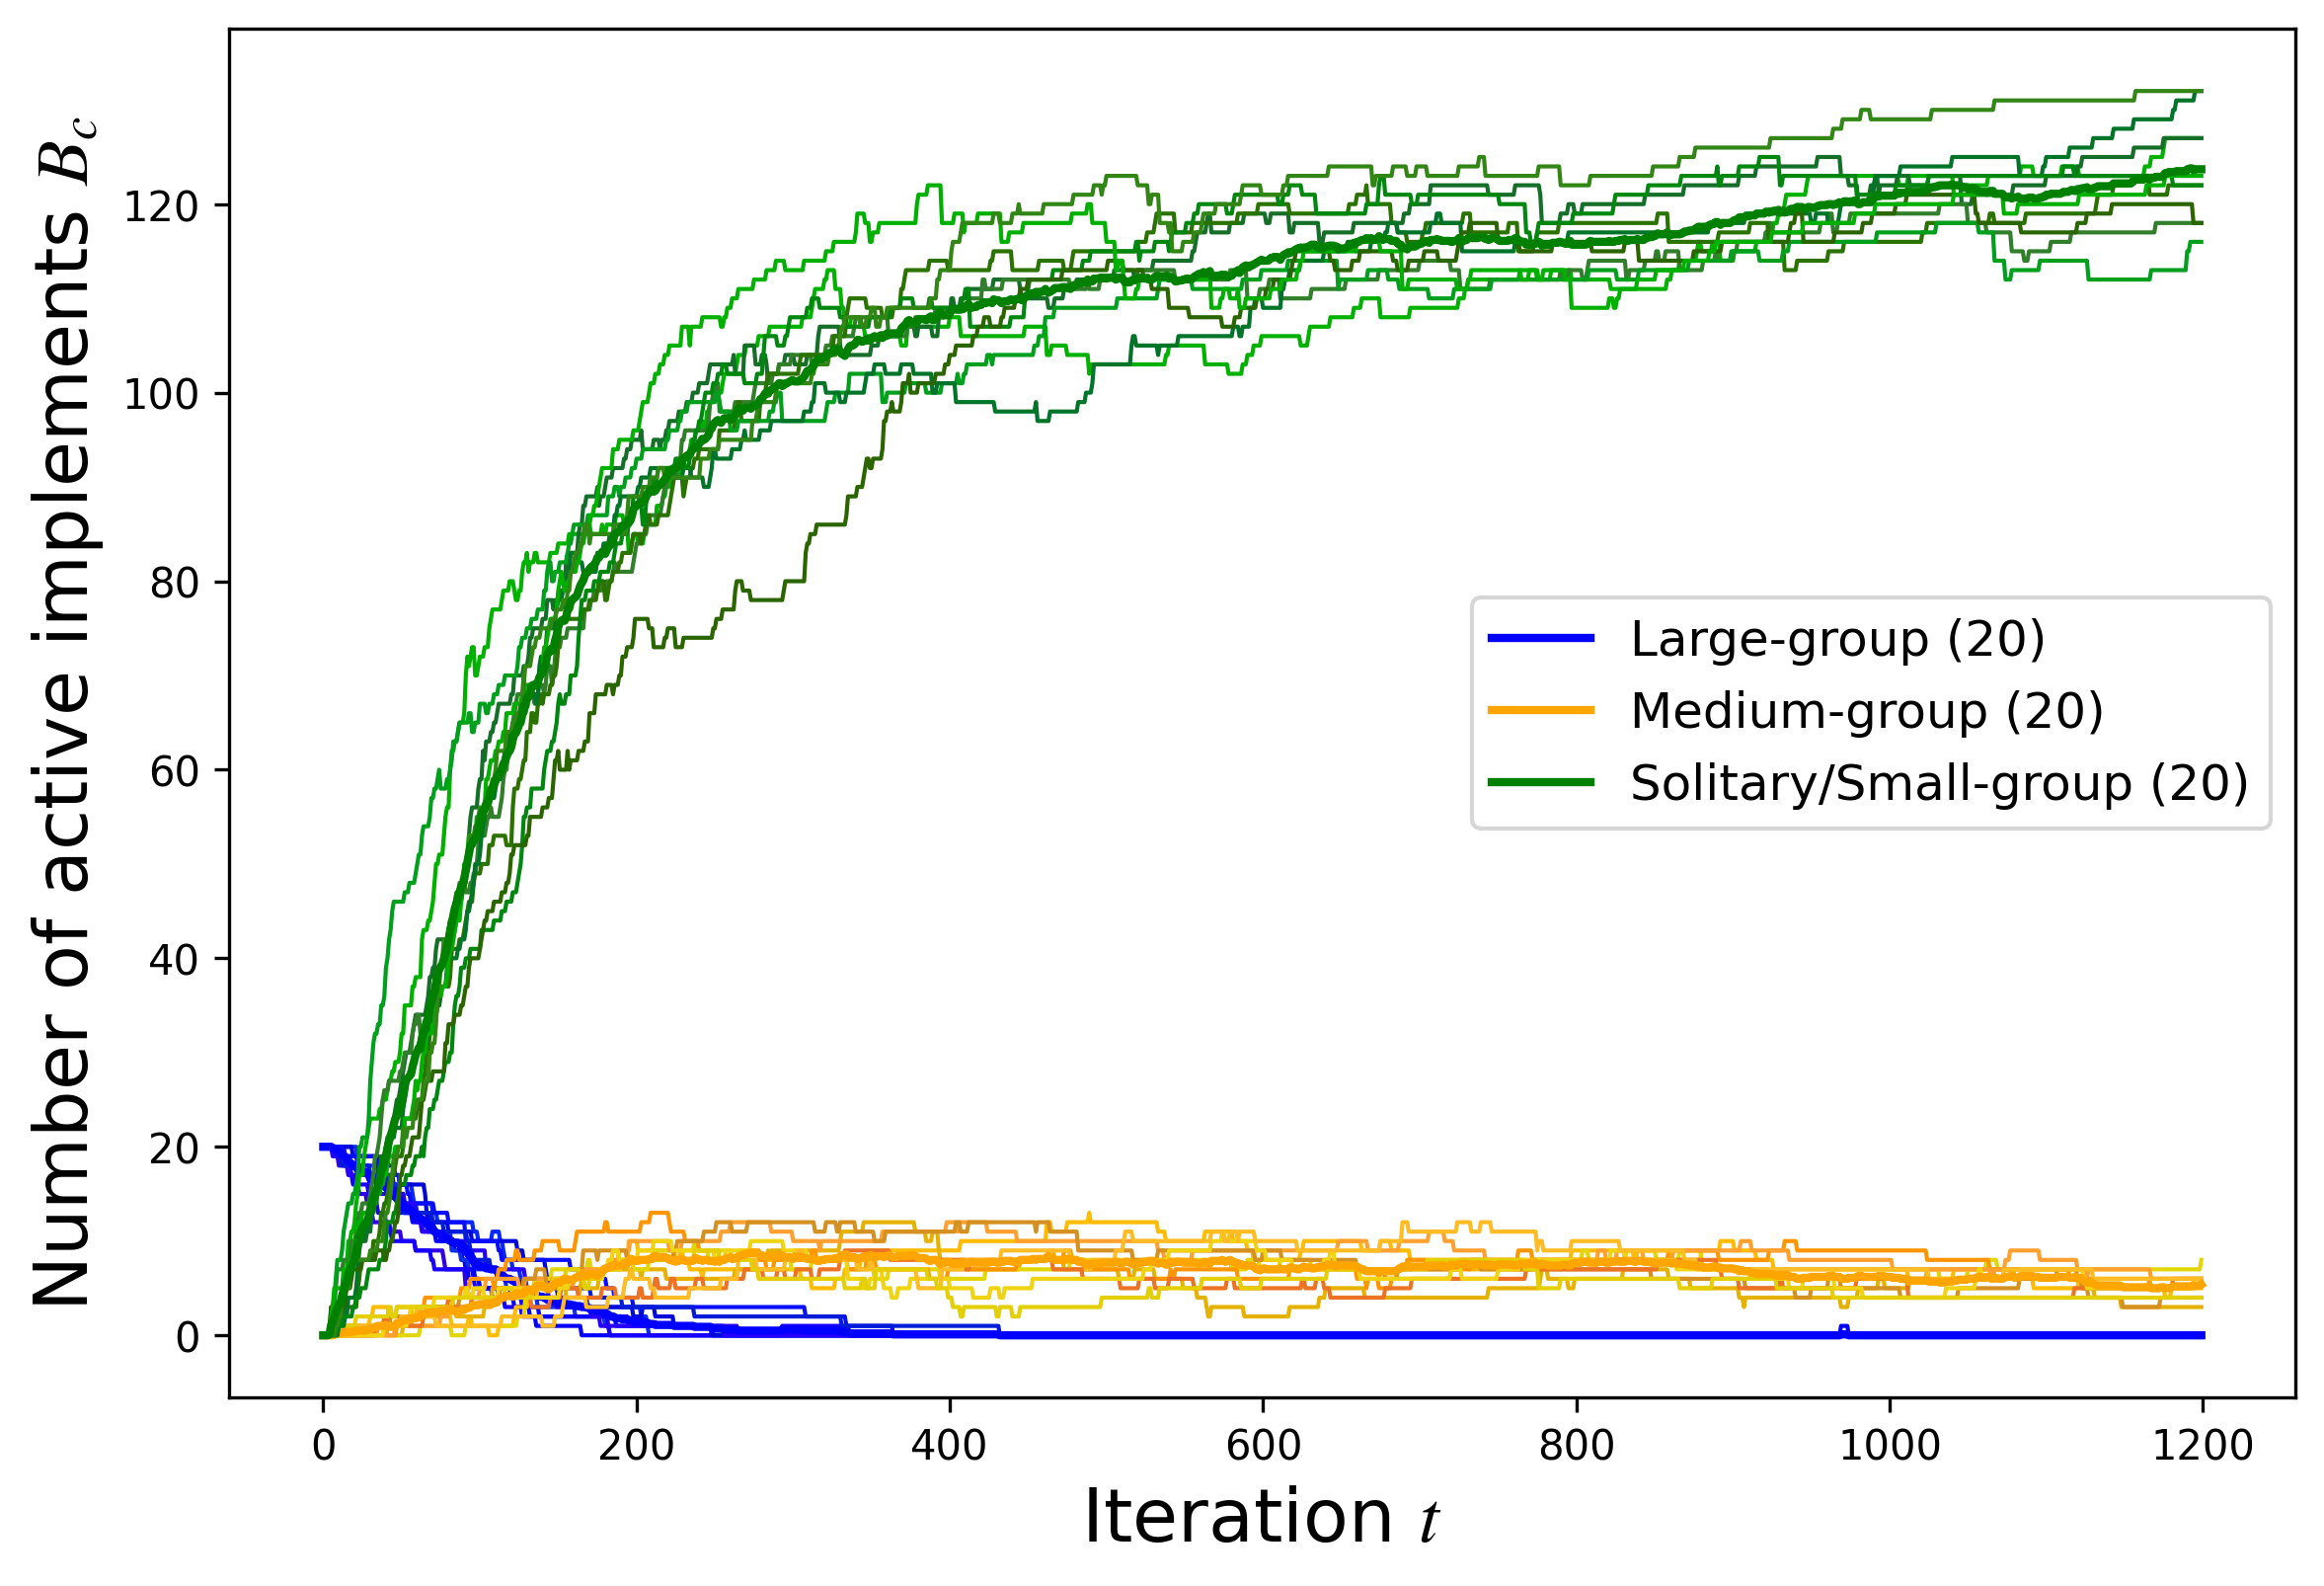 Number of active implements B_c
120
100
80
60
40
20
0
Large-group (20)
Medium-group (20)
Solitary/Small-group (20)
0 200 400 600 800 1000 1200
Iteration t